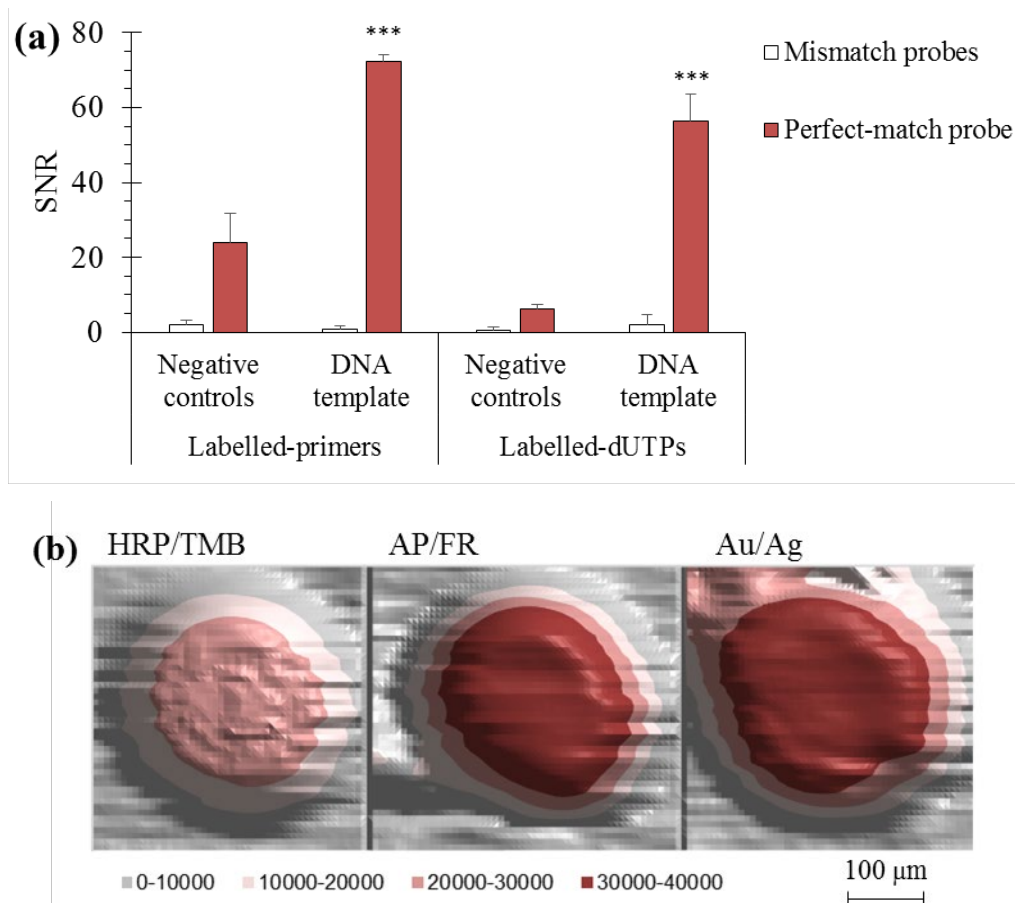 (a)
80
60
40
20
0
SNR
***
***
Mismatch probes
Perfect-match probe
Negative controls
DNA template
Negative controls
DNA template
Labelled-primers
Labelled-dUTPs
(b)
HRP/TMB
AP/FR
Au/Ag
0-10000
10000-20000
20000-30000
30000-40000
100 µm